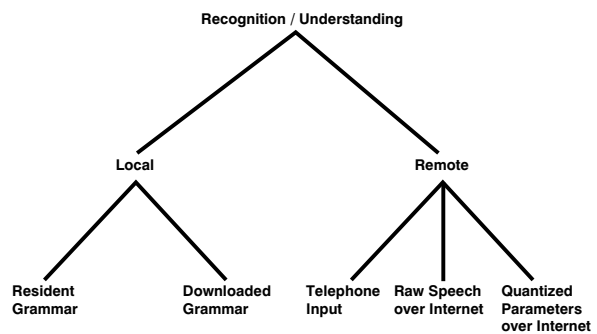 Recognition / Understanding
Local
Remote
Resident
Grammar
Downloaded
Grammar
Telephone
Input
Raw Speech
over Internet
Quantized
Parameters
over Internet